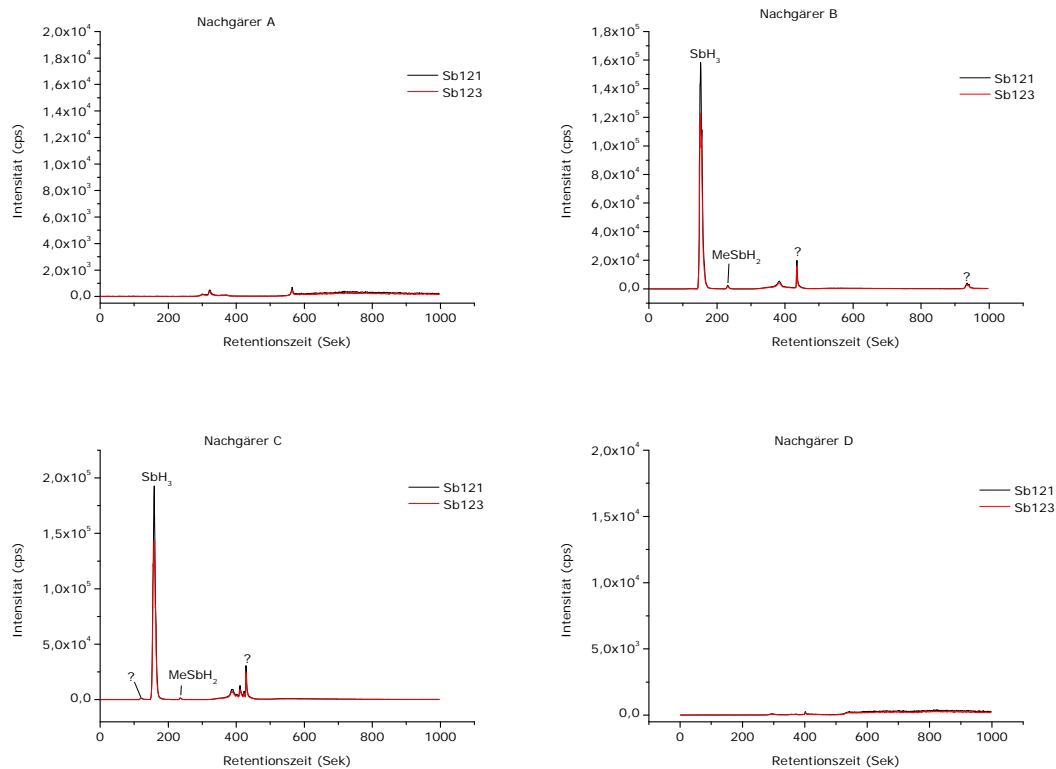 Nachgärer A
2,0x10⁴
1,8x10⁴
1,6x10⁴
1,4x10⁴
1,2x10⁴
1,0x10⁴
8,0x10³
6,0x10³
4,0x10³
2,0x10³
0,0
Intensität (cps)
Sb121
Sb123
0 200 400 600 800 1000
Retentionszeit (Sek)
Nachgärer B
1,8x10⁵
1,6x10⁵
1,4x10⁵
1,2x10⁵
1,0x10⁵
8,0x10⁴
6,0x10⁴
4,0x10⁴
2,0x10⁴
0,0
Intensität (cps)
SbH₃
Sb121
Sb123
MeSbH₂
?
?
0 200 400 600 800 1000
Retentionszeit (Sek)
Nachgärer C
2,0x10⁵
1,5x10⁵
1,0x10⁵
5,0x10⁴
0,0
Intensität (cps)
SbH₃
Sb121
Sb123
?
MeSbH₂
?
0 200 400 600 800 1000
Retentionszeit (Sek)
Nachgärer D
2,0x10⁴
1,5x10⁴
1,0x10⁴
5,0x10³
0,0
Intensität (cps)
Sb121
Sb123
0 200 400 600 800 1000
Retentionszeit (Sek)